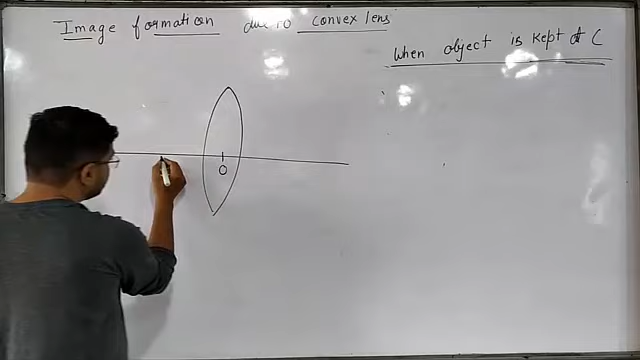 Image formation due to convex lens
When object is kept at C
O